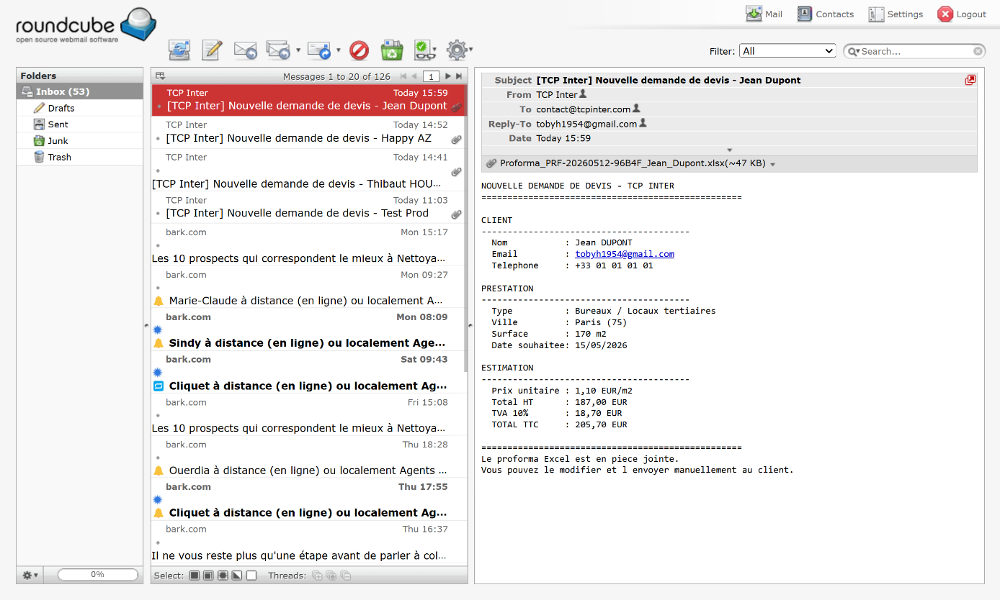 roundcube
open source webmail software
Mail
Contacts
Settings
Logout
Filter:
All
Search...
Folders
Inbox (53)
Drafts
Sent
Junk
Trash
0%
Messages 1 to 20 of 126
1
TCP Inter Today 15:59
[TCP Inter] Nouvelle demande de devis - Jean Dupont
TCP Inter Today 14:52
[TCP Inter] Nouvelle demande de devis - Happy AZ
TCP Inter Today 14:41
[TCP Inter] Nouvelle demande de devis - Thibaut HOU...
TCP Inter Today 11:03
[TCP Inter] Nouvelle demande de devis - Test Prod
bark.com Mon 15:17
Les 10 prospects qui correspondent le mieux à Nettoya...
bark.com Mon 09:27
Marie-Claude à distance (en ligne) ou localement A...
bark.com Mon 08:09
Sindy à distance (en ligne) ou localement Age...
bark.com Sat 09:43
Cliquet à distance (en ligne) ou localement Ag...
bark.com Fri 15:08
Les 10 prospects qui correspondent le mieux à Nettoya...
bark.com Thu 18:28
Ouerdia à distance (en ligne) ou localement Agents ...
bark.com Thu 17:55
Cliquet à distance (en ligne) ou localement Ag...
bark.com Thu 16:37
Il ne vous reste plus qu'une étape avant de parler à col...
Select:
Threads:
Subject [TCP Inter] Nouvelle demande de devis - Jean Dupont
From TCP Inter
To contact@tcpinter.com
Reply-To tobyh1954@gmail.com
Date Today 15:59
Proforma_PRF-20260512-96B4F_Jean_Dupont.xlsx(~47 KB)
NOUVELLE DEMANDE DE DEVIS - TCP INTER
==================================================
CLIENT
----------------------------------------
Nom : Jean DUPONT
Email : tobyh1954@gmail.com
Telephone : +33 01 01 01 01
PRESTATION
----------------------------------------
Type : Bureaux / Locaux tertiaires
Ville : Paris (75)
Surface : 170 m2
Date souhaitee: 15/05/2026
ESTIMATION
----------------------------------------
Prix unitaire : 1,10 EUR/m2
Total HT : 187,00 EUR
TVA 10% : 18,70 EUR
TOTAL TTC : 205,70 EUR
==================================================
Le proforma Excel est en piece jointe.
Vous pouvez le modifier et l envoyer manuellement au client.